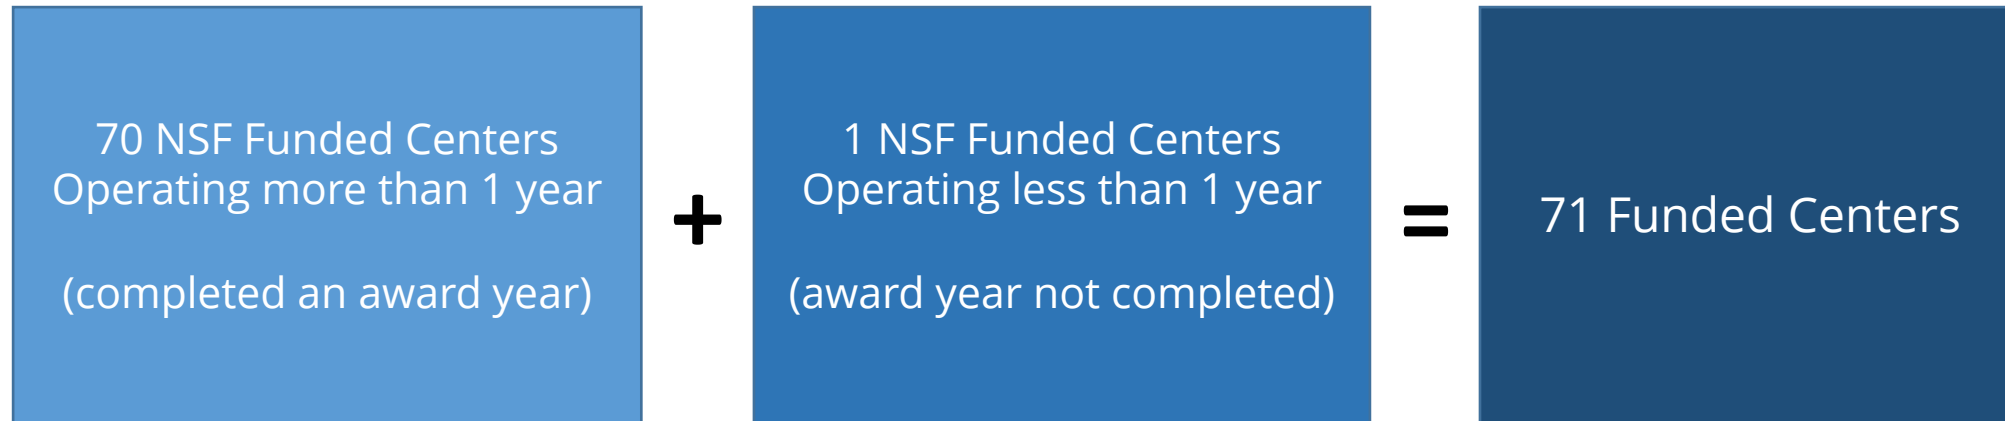 70 NSF Funded Centers
Operating more than 1 year
(completed an award year)
+
1 NSF Funded Centers
Operating less than 1 year
(award year not completed)
=
71 Funded Centers